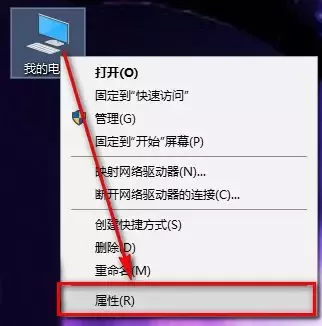 我的电
打开(O)
固定到"快速访问"
管理(G)
固定到"开始"屏幕(P)
映射网络驱动器(N)...
断开网络驱动器的连接(C)...
创建快捷方式(S)
删除(D)
重命名(M)
属性(R)